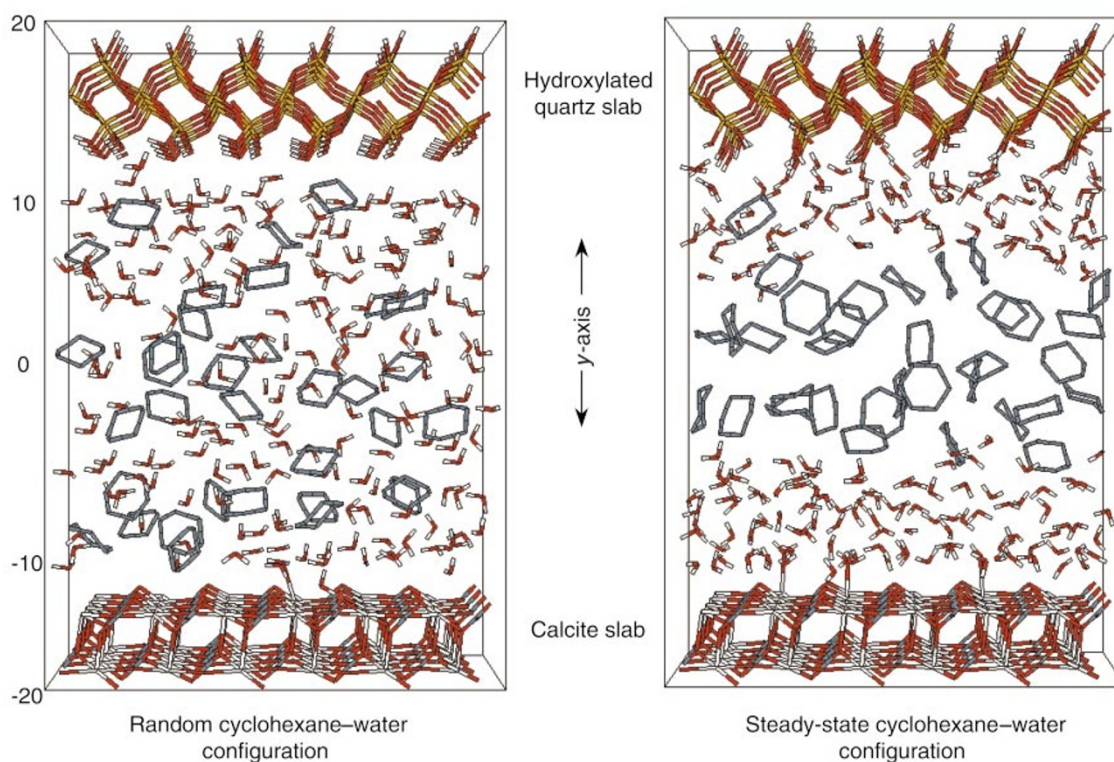 20
10
0
-10
-20
Hydroxylated
quartz slab
y-axis
Calcite slab
Random cyclohexane–water
configuration
Steady-state cyclohexane–water
configuration